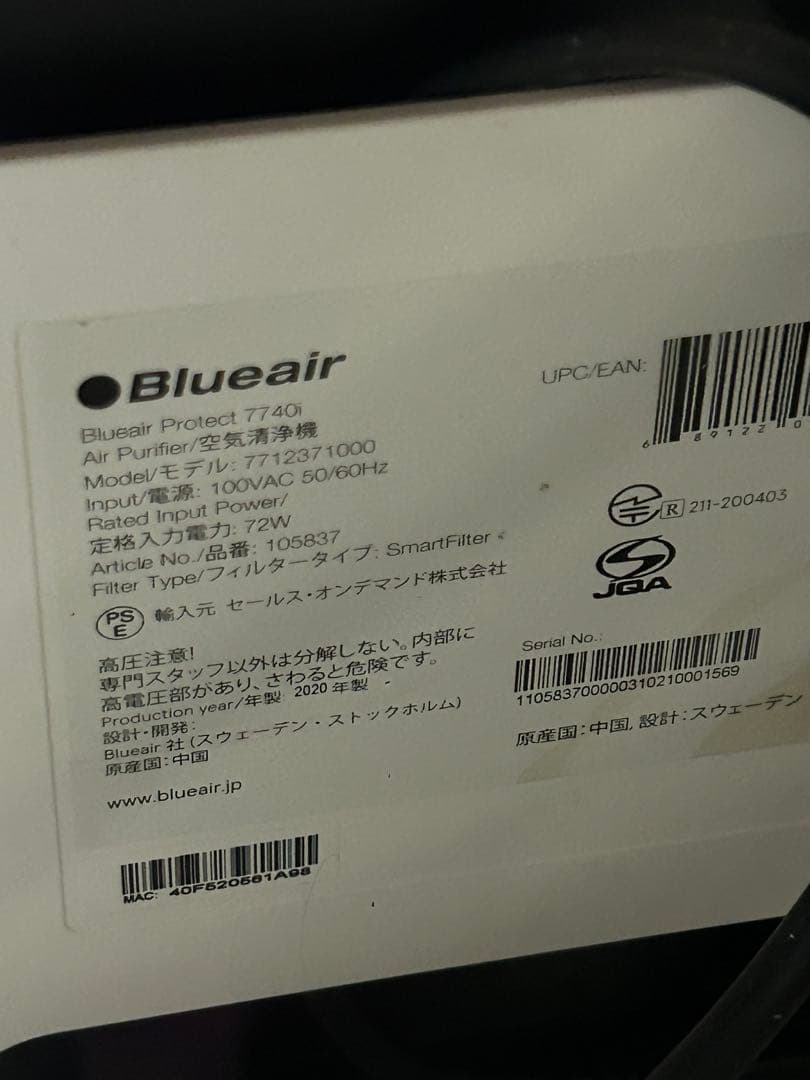 Blueair
Blueair Protect 7740i
Air Purifier/空気清浄機
Model/モデル: 7712371000
Input/電源: 100VAC 50/60Hz
Rated Input Power/
定格入力電力: 72W
Article No./品番: 105837
Filter Type/フィルタータイプ: SmartFilter
PS
E
輸入元 セールス・オンデマンド株式会社
高圧注意!
専門スタッフ以外は分解しない。内部に
高電圧部があり、さわると危険です。
Production year/年製 2020 年製
設計・開発:
Blueair 社 (スウェーデン・ストックホルム)
原産国:中国
www.blueair.jp
MAC: 40F520561A98
UPC/EAN:
6 89122 0
R 211-200403
JQA
Serial No.:
110583700000310210001569
原産国:中国, 設計:スウェーデン